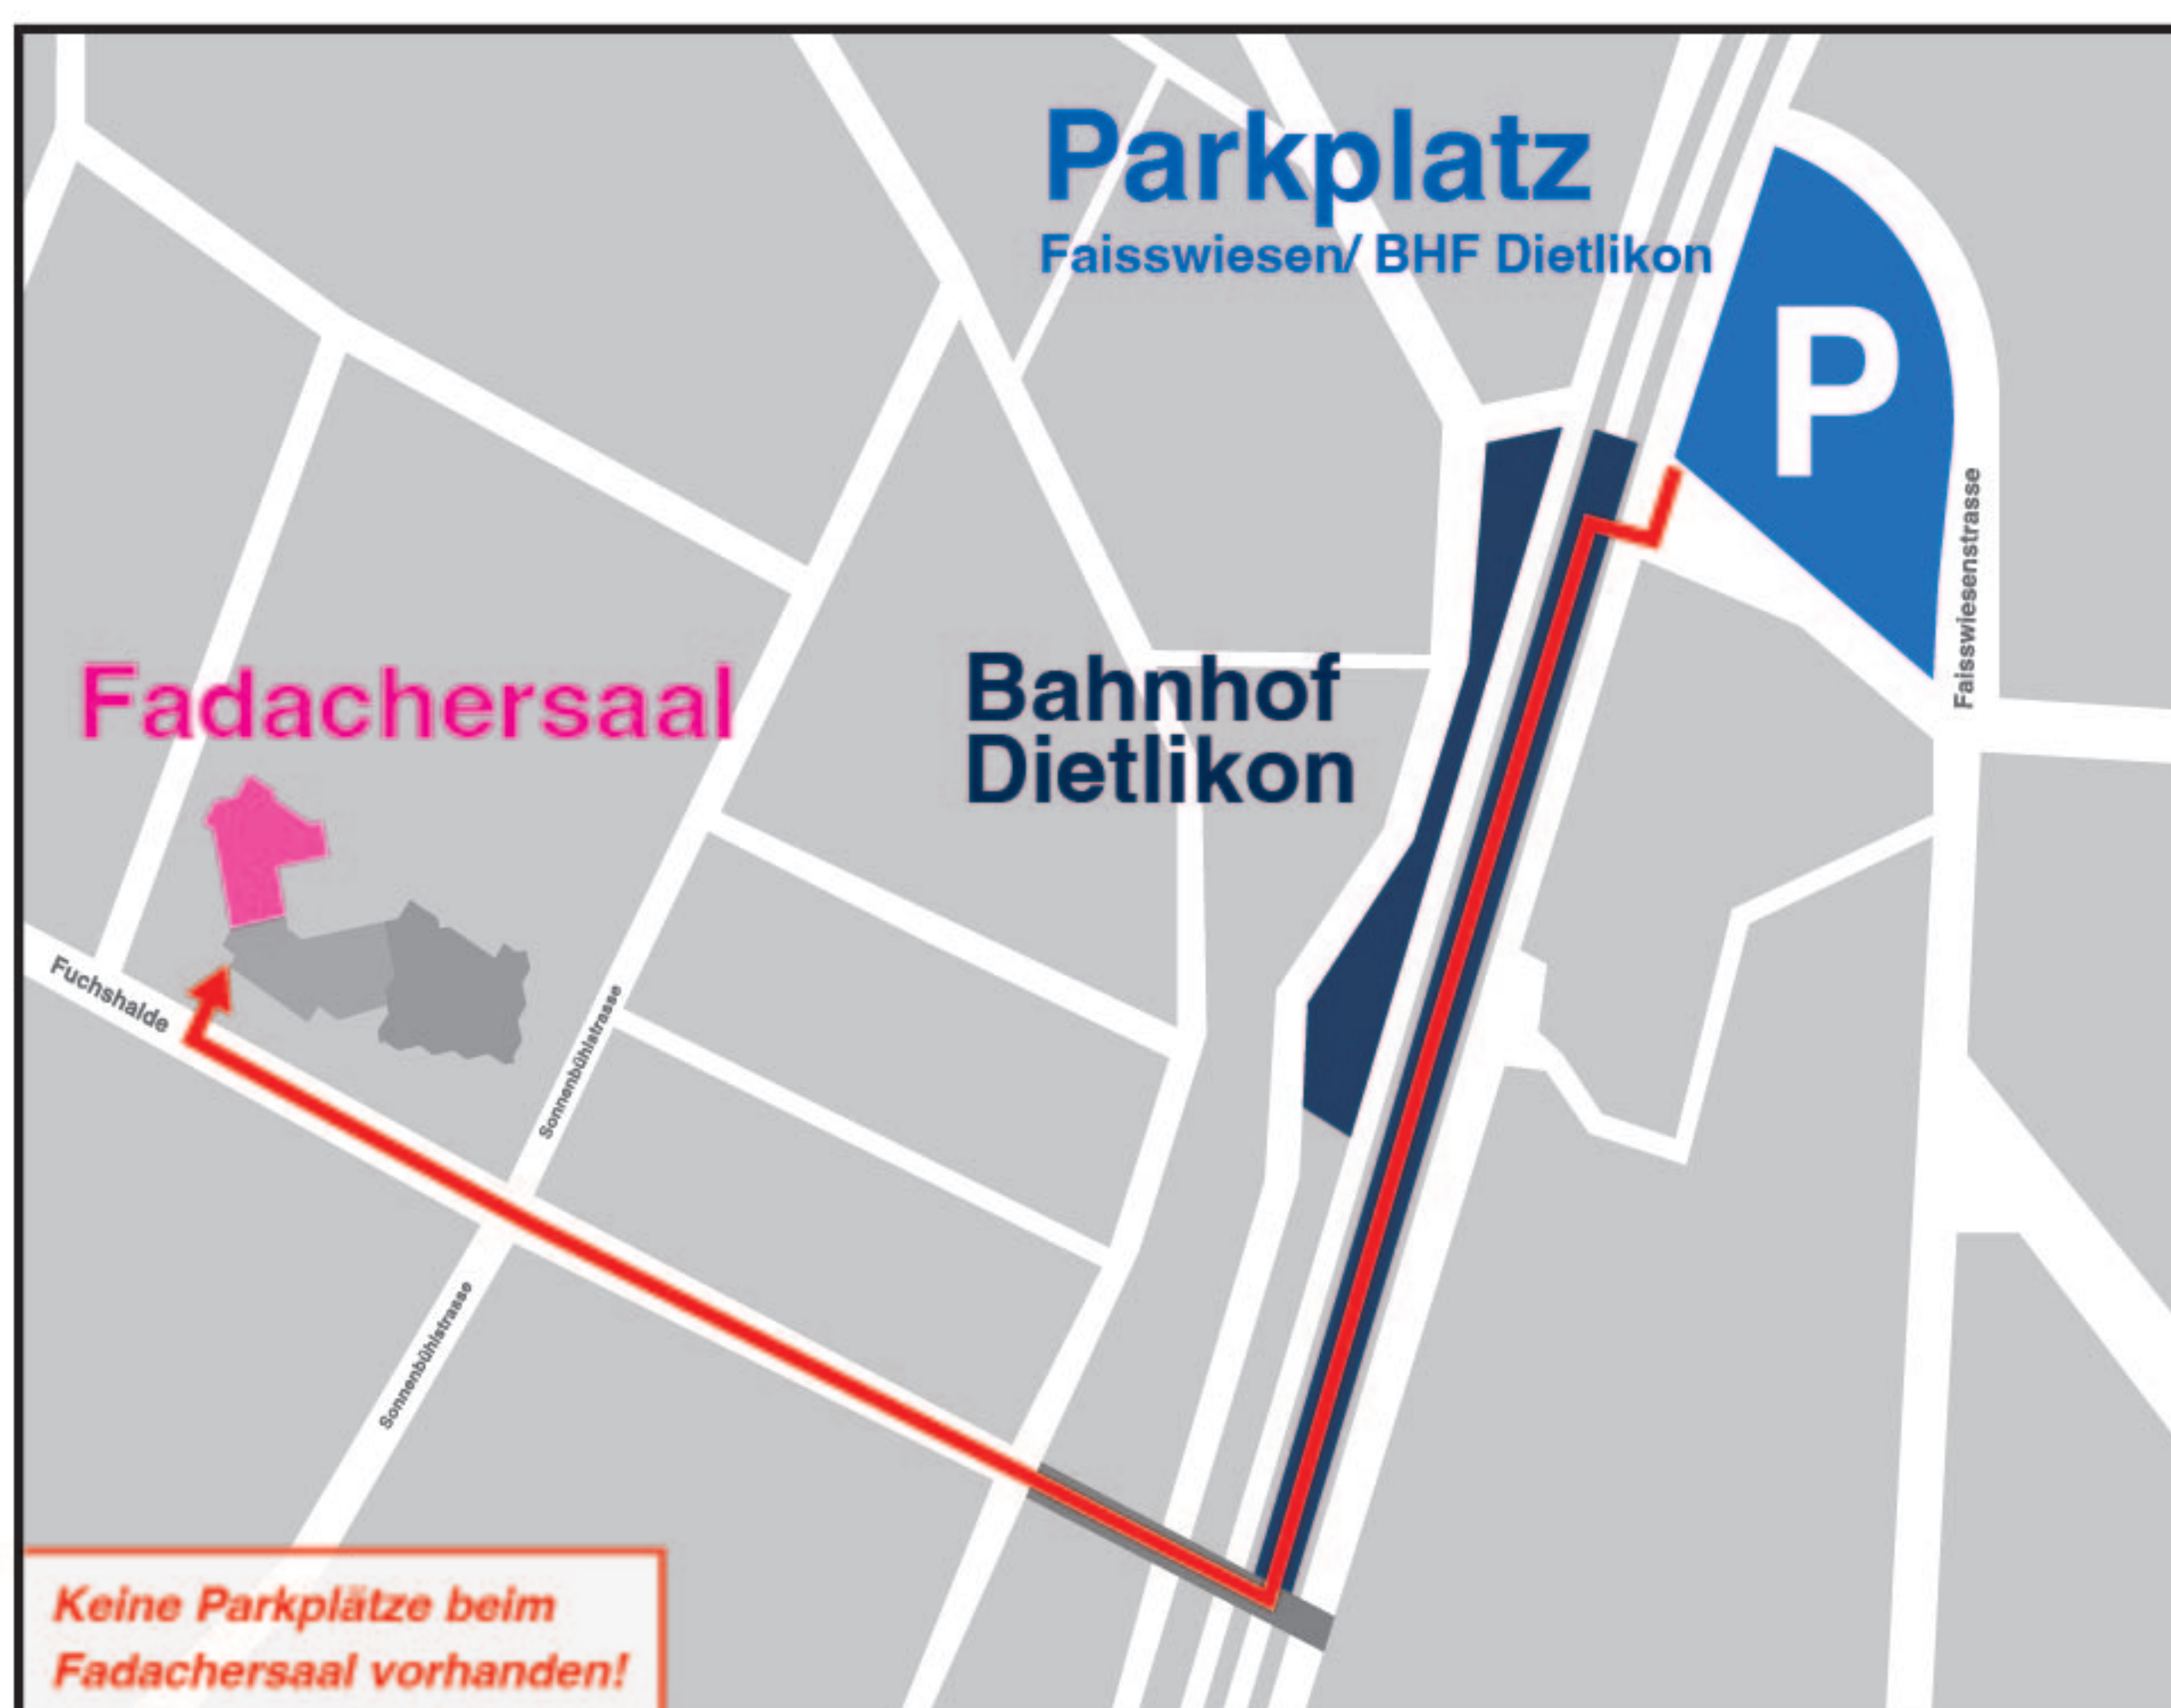 Parkplatz
Faisswiesen/ BHF Dietlikon
P
Faisswiesenstrasse
Fadachersaal
Bahnhof
Dietlikon
Fuchshalde
Sonnenbühlstrasse
Sonnenbühlstrasse
Keine Parkplätze beim
Fadachersaal vorhanden!